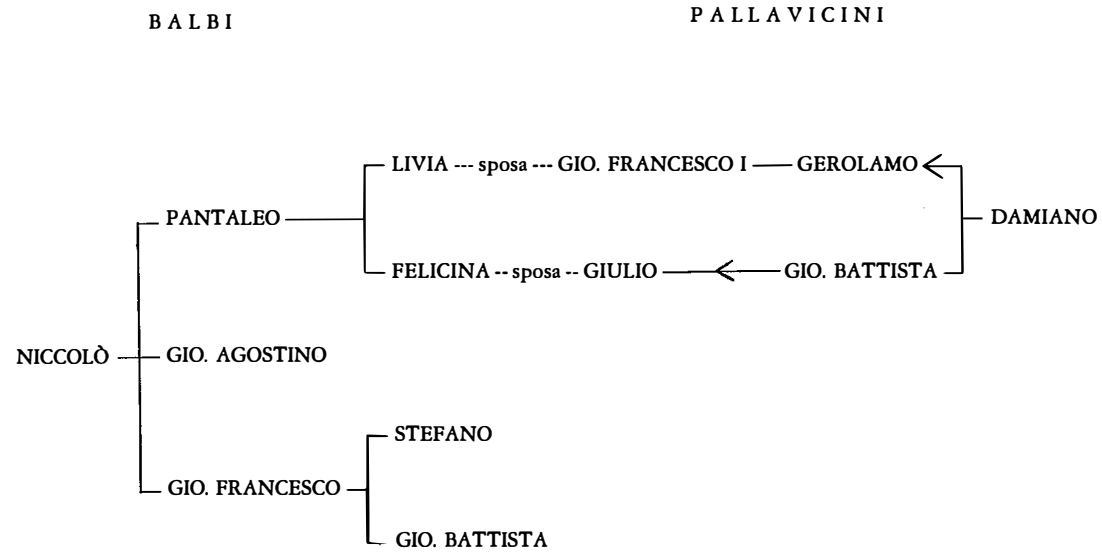 BALBI
PALLAVICINI
LIVIA --- sposa --- GIO. FRANCESCO I — GEROLAMO
PANTALEO
DAMIANO
FELICINA -- sposa -- GIULIO — GIO. BATTISTA
NICCOLÒ
GIO. AGOSTINO
STEFANO
GIO. FRANCESCO
GIO. BATTISTA